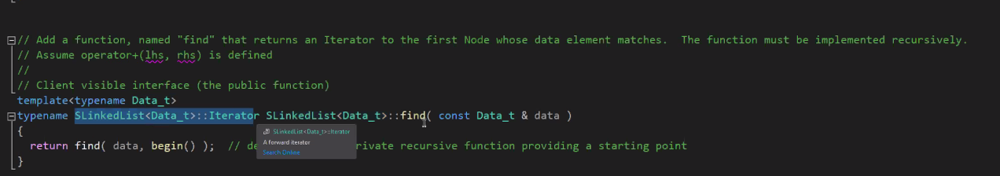 // Add a function, named "find" that returns an Iterator to the first Node whose data element matches.  The function must be implemented recursively.
// Assume operator+(lhs, rhs) is defined
//
// Client visible interface (the public function)
template<typename Data_t>
typename SLinkedList<Data_t>::Iterator SLinkedList<Data_t>::find( const Data_t & data )
{
SLinkedList<Data_t>::Iterator
A forward iterator
Search Online
return find( data, begin() );  // de rivate recursive function providing a starting point
}